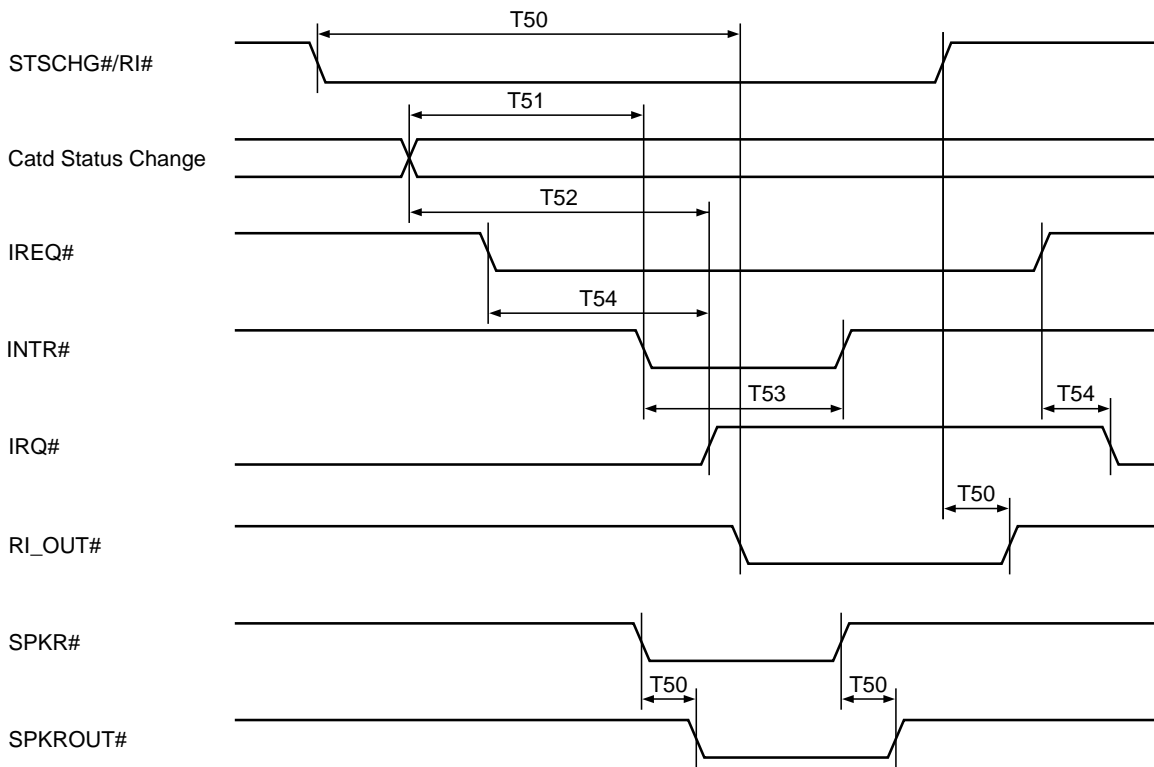 T50
STSCHG#/RI#
T51
Catd Status Change
T52
IREQ#
T54
INTR#
T53
T54
IRQ#
T50
RI_OUT#
SPKR#
T50
T50
SPKROUT#